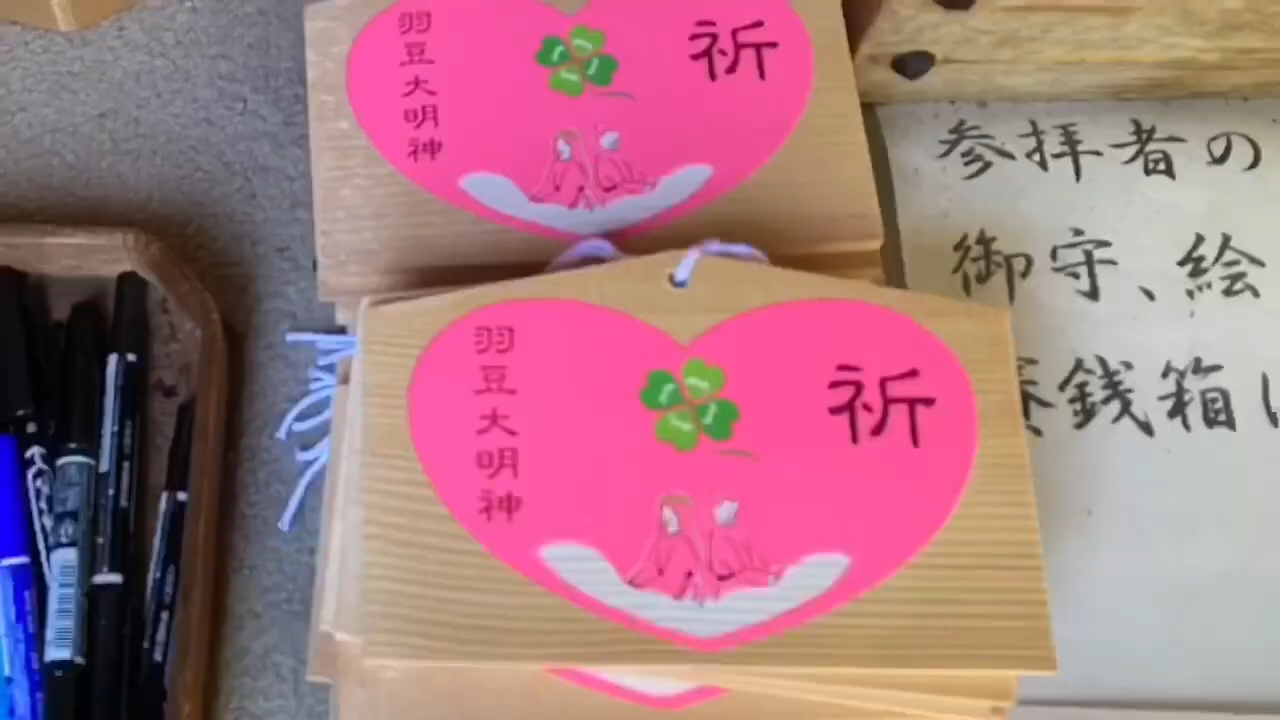 羽豆大明神
祈
羽豆大明神
祈
参拝者の
御守、絵
銭箱